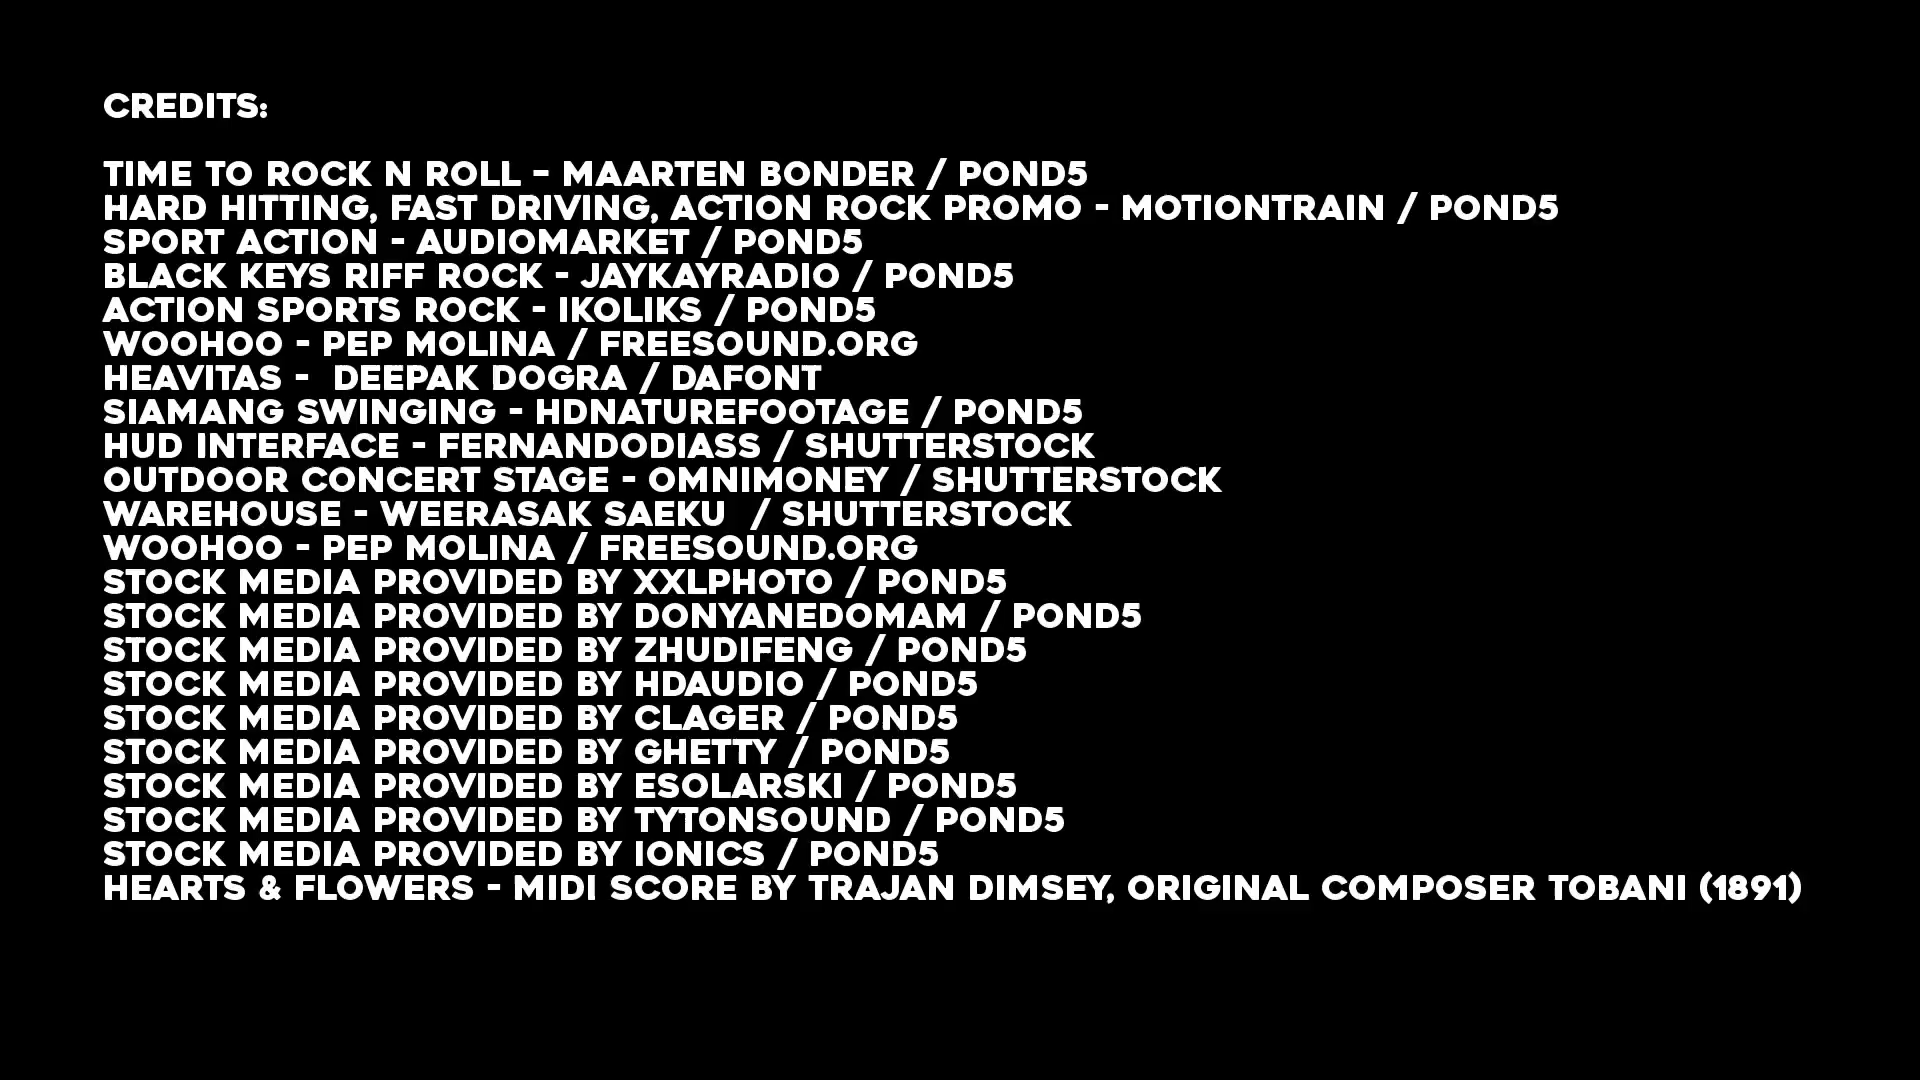 CREDITS:
TIME TO ROCK N ROLL – MAARTEN BONDER / POND5
HARD HITTING, FAST DRIVING, ACTION ROCK PROMO - MOTIONTRAIN / POND5
SPORT ACTION - AUDIOMARKET / POND5
BLACK KEYS RIFF ROCK - JAYKAYRADIO / POND5
ACTION SPORTS ROCK - IKOLIKS / POND5
WOOHOO - PEP MOLINA / FREESOUND.ORG
HEAVITAS -  DEEPAK DOGRA / DAFONT
SIAMANG SWINGING - HDNATUREFOOTAGE / POND5
HUD INTERFACE - FERNANDODIASS / SHUTTERSTOCK
OUTDOOR CONCERT STAGE - OMNIMONEY / SHUTTERSTOCK
WAREHOUSE - WEERASAK SAEKU  / SHUTTERSTOCK
WOOHOO - PEP MOLINA / FREESOUND.ORG
STOCK MEDIA PROVIDED BY XXLPHOTO / POND5
STOCK MEDIA PROVIDED BY DONYANEDOMAM / POND5
STOCK MEDIA PROVIDED BY ZHUDIFENG / POND5
STOCK MEDIA PROVIDED BY HDAUDIO / POND5
STOCK MEDIA PROVIDED BY CLAGER / POND5
STOCK MEDIA PROVIDED BY GHETTY / POND5
STOCK MEDIA PROVIDED BY ESOLARSKI / POND5
STOCK MEDIA PROVIDED BY TYTONSOUND / POND5
STOCK MEDIA PROVIDED BY IONICS / POND5
HEARTS & FLOWERS - MIDI SCORE BY TRAJAN DIMSEY, ORIGINAL COMPOSER TOBANI (1891)